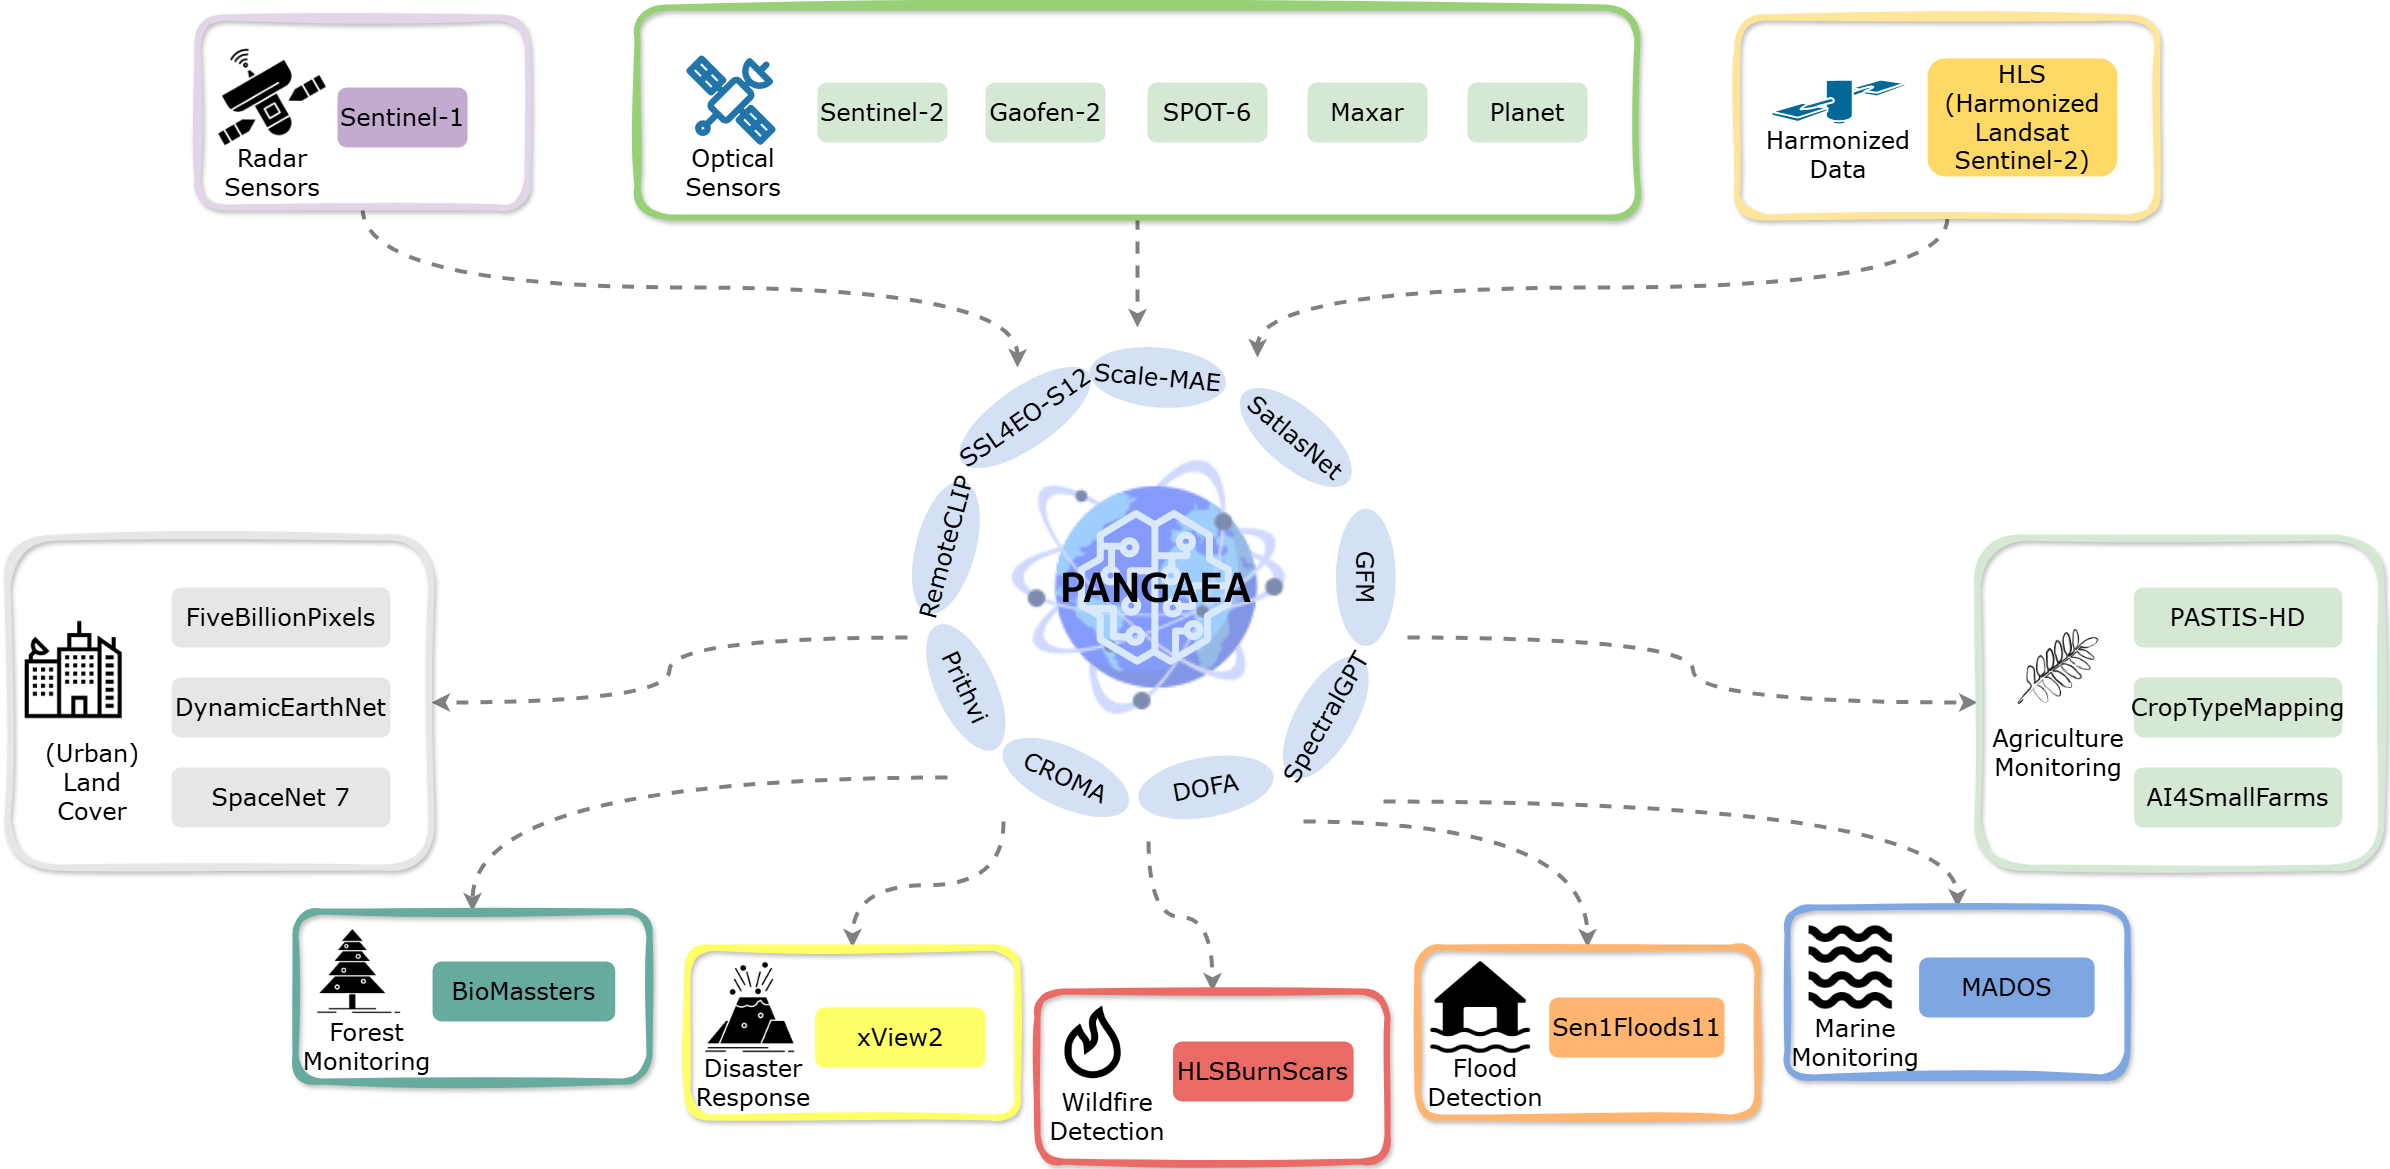 Radar
Sensors
Sentinel-1
Optical
Sensors
Sentinel-2
Gaofen-2
SPOT-6
Maxar
Planet
Harmonized
Data
HLS
(Harmonized
Landsat
Sentinel-2)
Scale-MAE
SSL4EO-S12
SatlasNet
RemoteCLIP
GFM
PANGAEA
Prithvi
SpectralGPT
CROMA
DOFA
(Urban)
Land
Cover
FiveBillionPixels
DynamicEarthNet
SpaceNet 7
Agriculture
Monitoring
PASTIS-HD
CropTypeMapping
AI4SmallFarms
Forest
Monitoring
BioMassters
Disaster
Response
xView2
Wildfire
Detection
HLSBurnScars
Flood
Detection
Sen1Floods11
Marine
Monitoring
MADOS